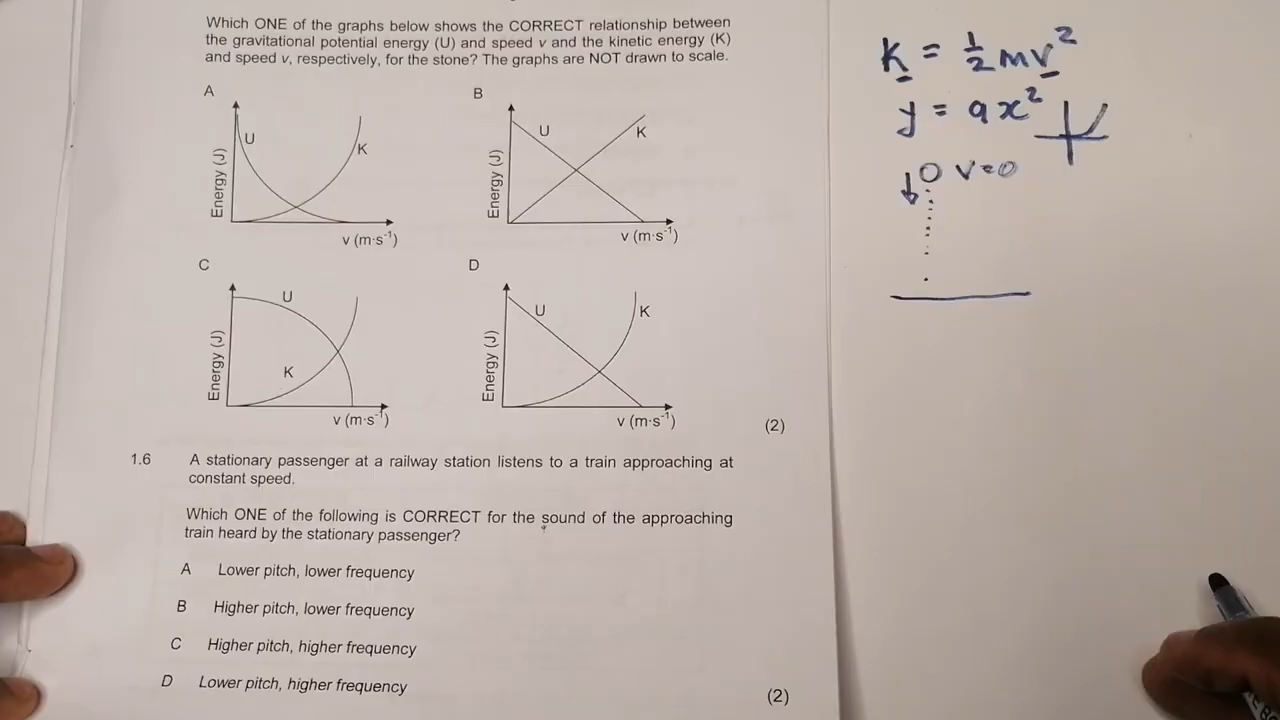 Which ONE of the graphs below shows the CORRECT relationship between
the gravitational potential energy (U) and speed v and the kinetic energy (K)
and speed v, respectively, for the stone? The graphs are NOT drawn to scale.
A
U
K
Energy (J)
v (m·s⁻¹)
B
U
K
Energy (J)
v (m·s⁻¹)
C
U
K
Energy (J)
v (m·s⁻¹)
D
U
K
Energy (J)
v (m·s⁻¹)
(2)
1.6 A stationary passenger at a railway station listens to a train approaching at
constant speed.
Which ONE of the following is CORRECT for the sound of the approaching
train heard by the stationary passenger?
A Lower pitch, lower frequency
B Higher pitch, lower frequency
C Higher pitch, higher frequency
D Lower pitch, higher frequency
(2)
K = ½mv²
y = ax²
v=0